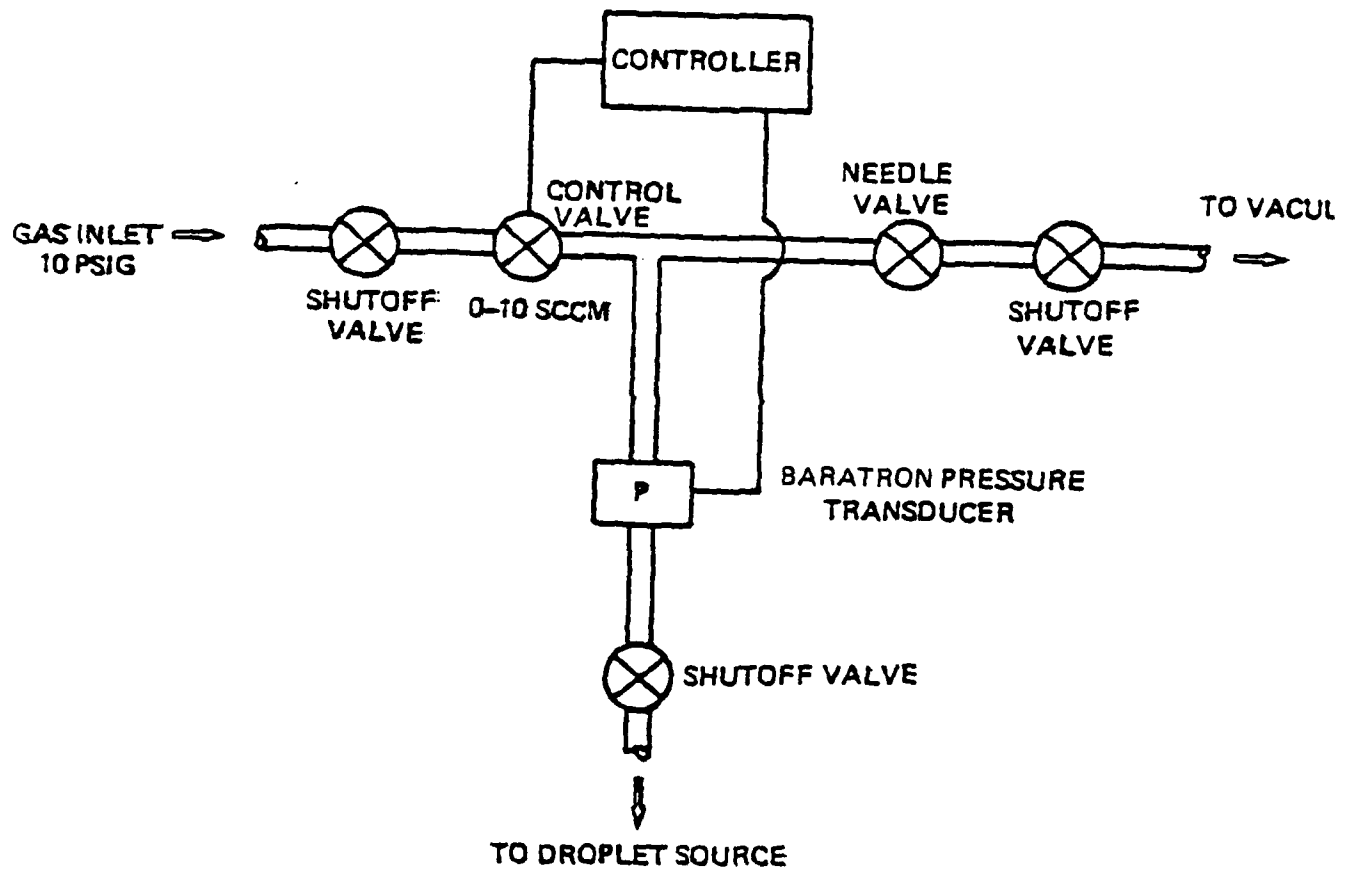 CONTROLLER
NEEDLE
VALVE
CONTROL
VALVE
TO VACUU
GAS INLET
10 PSIG
SHUTOFF
VALVE
0-10 SCCM
SHUTOFF
VALVE
P
BARATRON PRESSURE
TRANSDUCER
SHUTOFF VALVE
TO DROPLET SOURCE